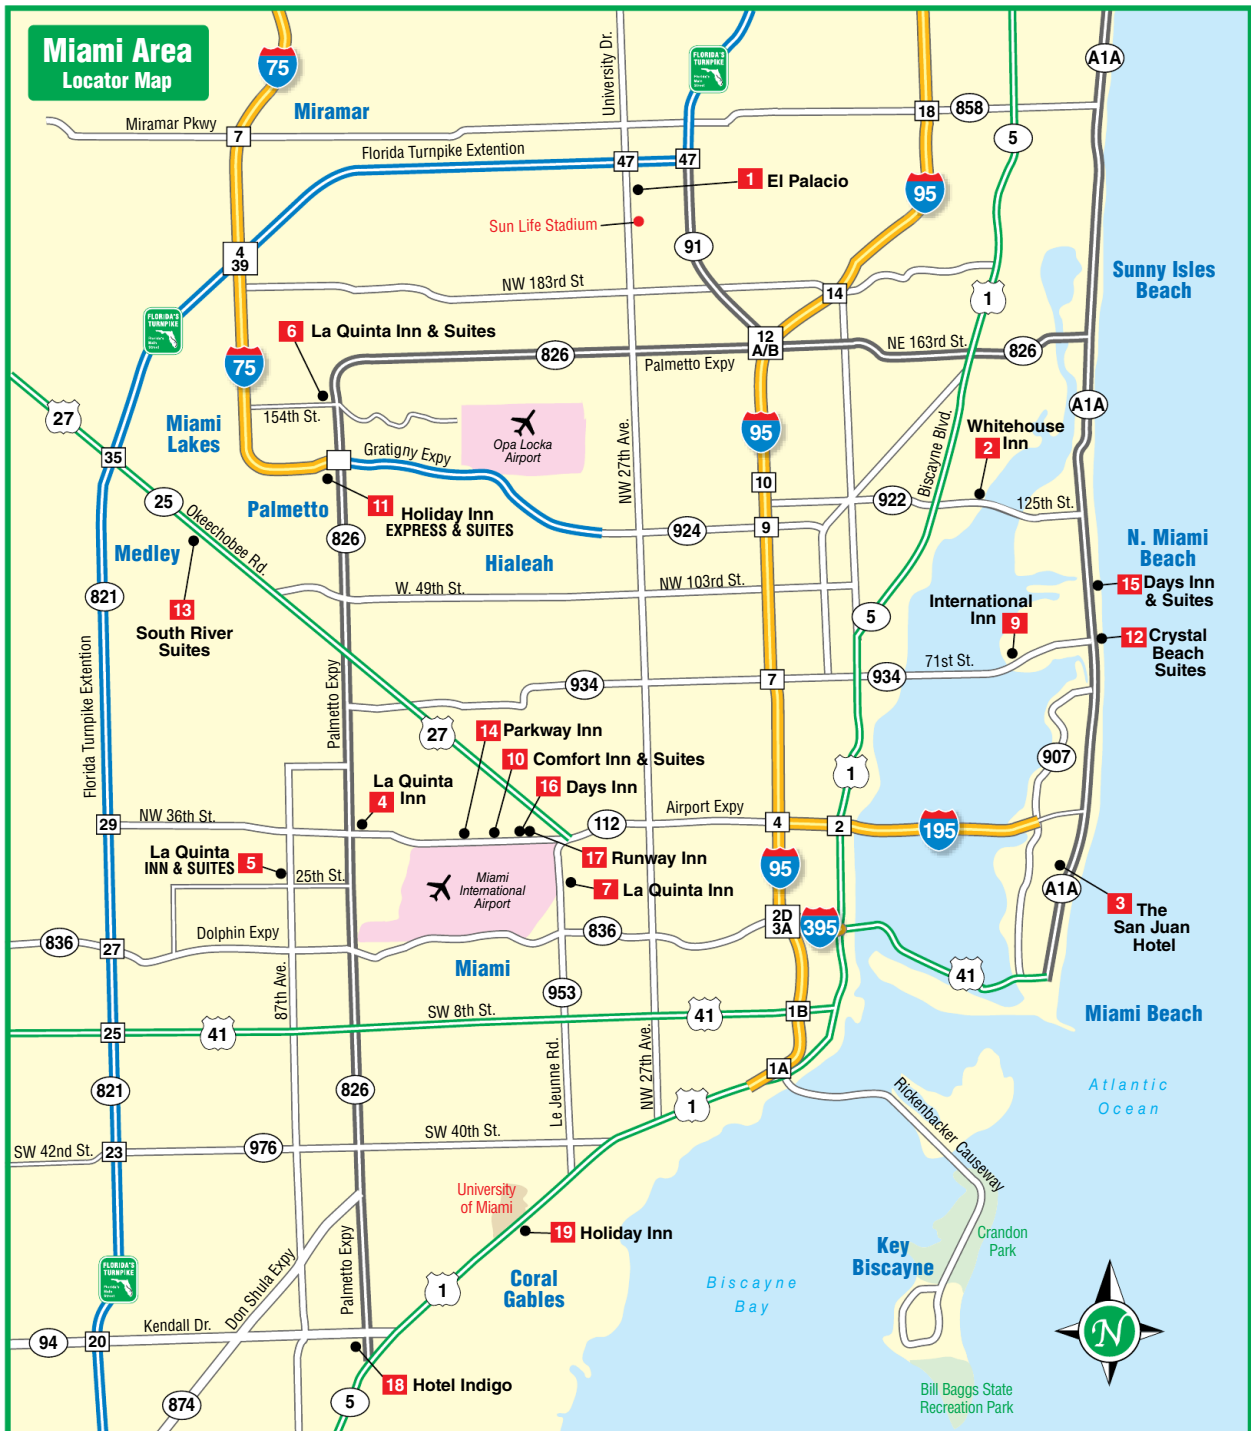 Miami Area
Locator Map
75
Miramar
University Dr.
FLORIDA'S
TURNPIKE
A1A
Miramar Pkwy
7
18
858
5
Florida Turnpike Extention
47
47
1
El Palacio
95
Sun Life Stadium
91
4
39
Sunny Isles
Beach
NW 183rd St
14
1
FLORIDA'S
TURNPIKE
6
La Quinta Inn & Suites
12
A/B
NE 163rd St.
826
826
Palmetto Expy
75
27
154th St.
A1A
Miami
Lakes
Opa Locka
Airport
NW 27th Ave.
95
Biscayne Blvd.
Whitehouse
2
Inn
35
Gratigny Expy
10
25
Okeechobee Rd.
Palmetto
11
Holiday Inn
EXPRESS & SUITES
922
125th St.
826
924
9
Medley
Hialeah
N. Miami
Beach
821
W. 49th St.
NW 103rd St.
15
Days Inn
& Suites
13
South River
Suites
International
Inn
9
5
12
Crystal
Beach
Suites
71st St.
Florida Turnpike Extention
Palmetto Expy
934
7
934
27
14
Parkway Inn
10
Comfort Inn & Suites
907
La Quinta
4
Inn
16
Days Inn
1
29
NW 36th St.
112
Airport Expy
4
2
195
La Quinta
INN & SUITES
5
25th St.
17
Runway Inn
95
Miami
International
Airport
7
La Quinta Inn
A1A
3
The
San Juan
Hotel
2D
3A
395
836
27
Dolphin Expy
836
Miami
41
87th Ave.
953
SW 8th St.
41
1B
Miami Beach
25
41
NW 27th Ave.
Le Jeunne Rd.
1A
821
826
1
Rickenbacker Causeway
Atlantic
Ocean
SW 42nd St.
23
976
SW 40th St.
University
of Miami
19
Holiday Inn
Crandon
Park
Key
Biscayne
FLORIDA'S
TURNPIKE
Don Shula Expy
Palmetto Expy
1
Coral
Gables
Biscayne
Bay
N
94
20
Kendall Dr.
18
Hotel Indigo
874
5
Bill Baggs State
Recreation Park